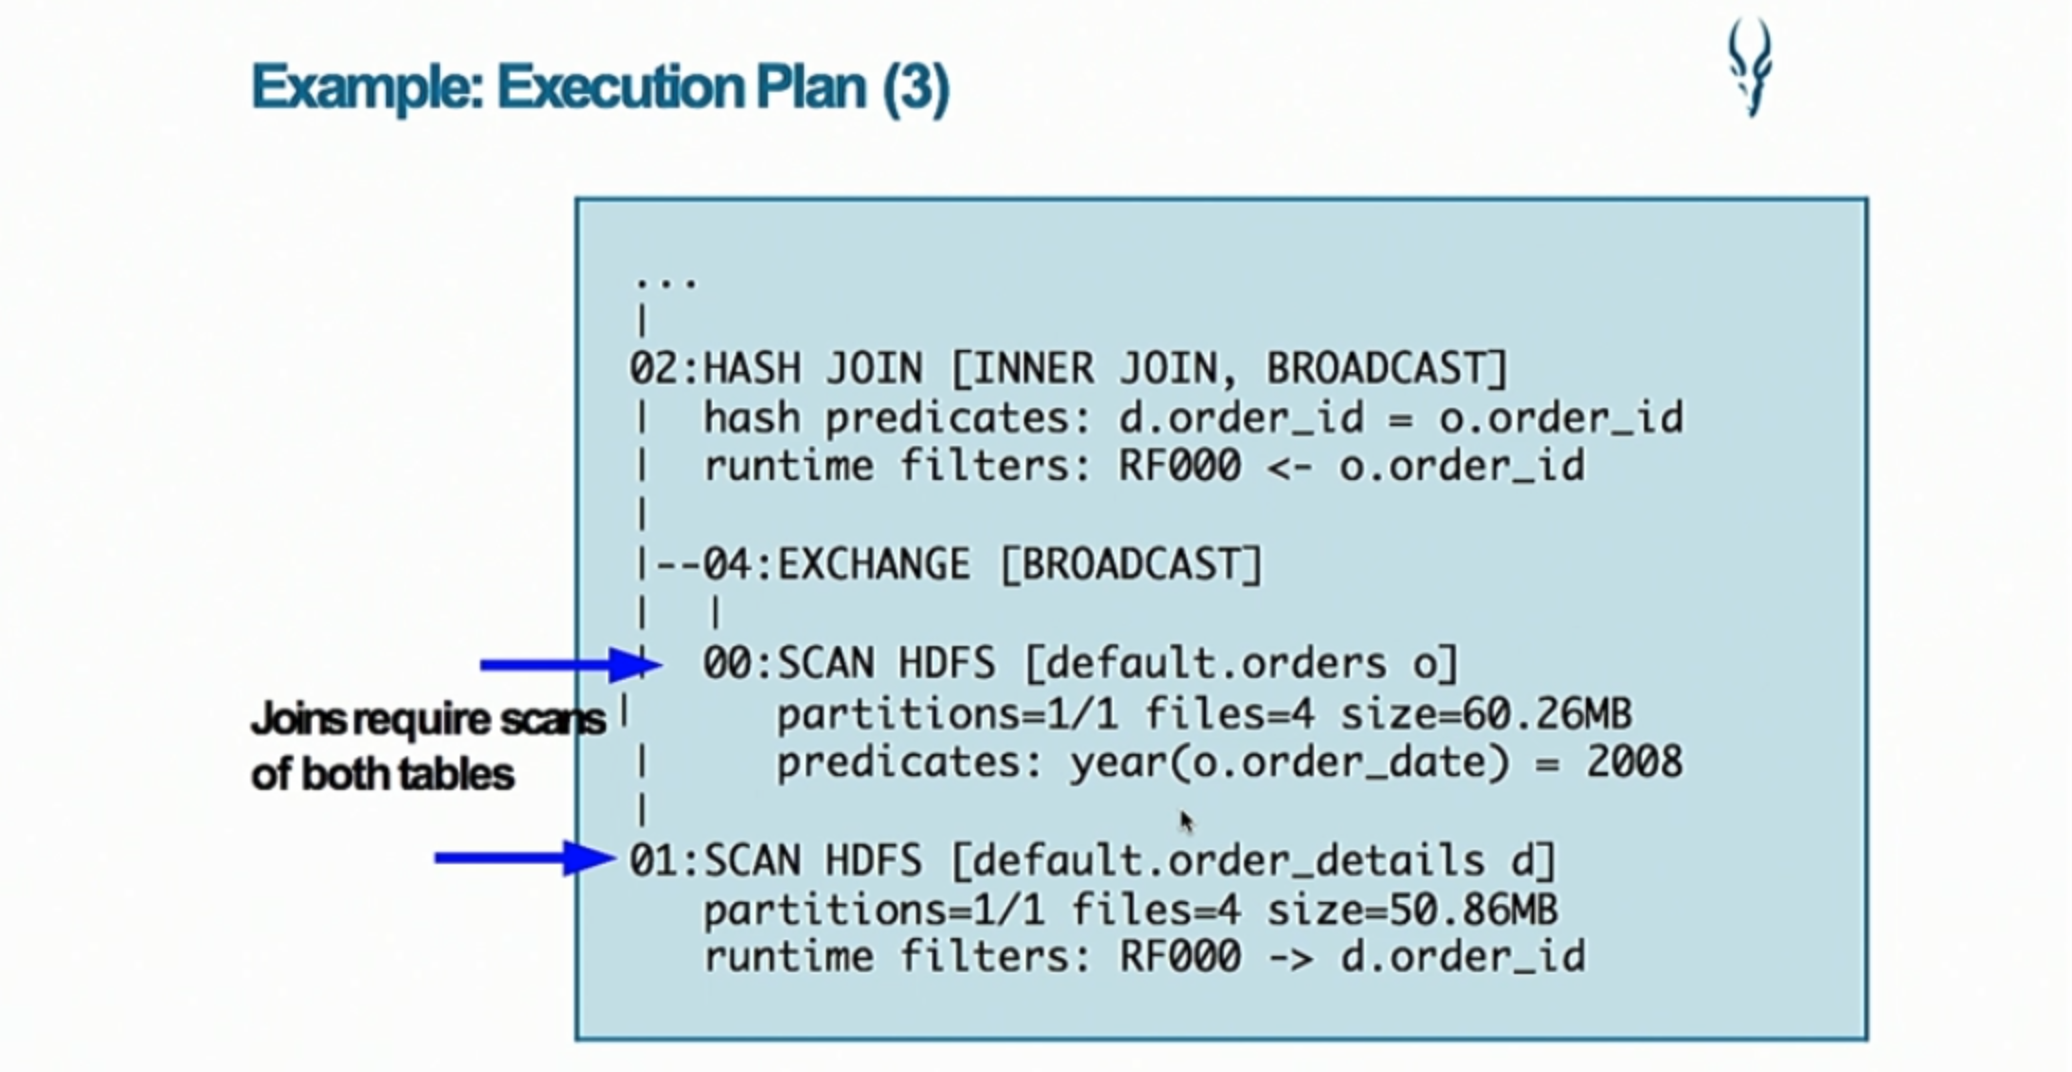 Example: Execution Plan (3)
...
|
02:HASH JOIN [INNER JOIN, BROADCAST]
|  hash predicates: d.order_id = o.order_id
|  runtime filters: RF000 <- o.order_id
|
|--04:EXCHANGE [BROADCAST]
|  |
|  00:SCAN HDFS [default.orders o]
|     partitions=1/1 files=4 size=60.26MB
|     predicates: year(o.order_date) = 2008
|
01:SCAN HDFS [default.order_details d]
   partitions=1/1 files=4 size=50.86MB
   runtime filters: RF000 -> d.order_id
Joins require scans
of both tables